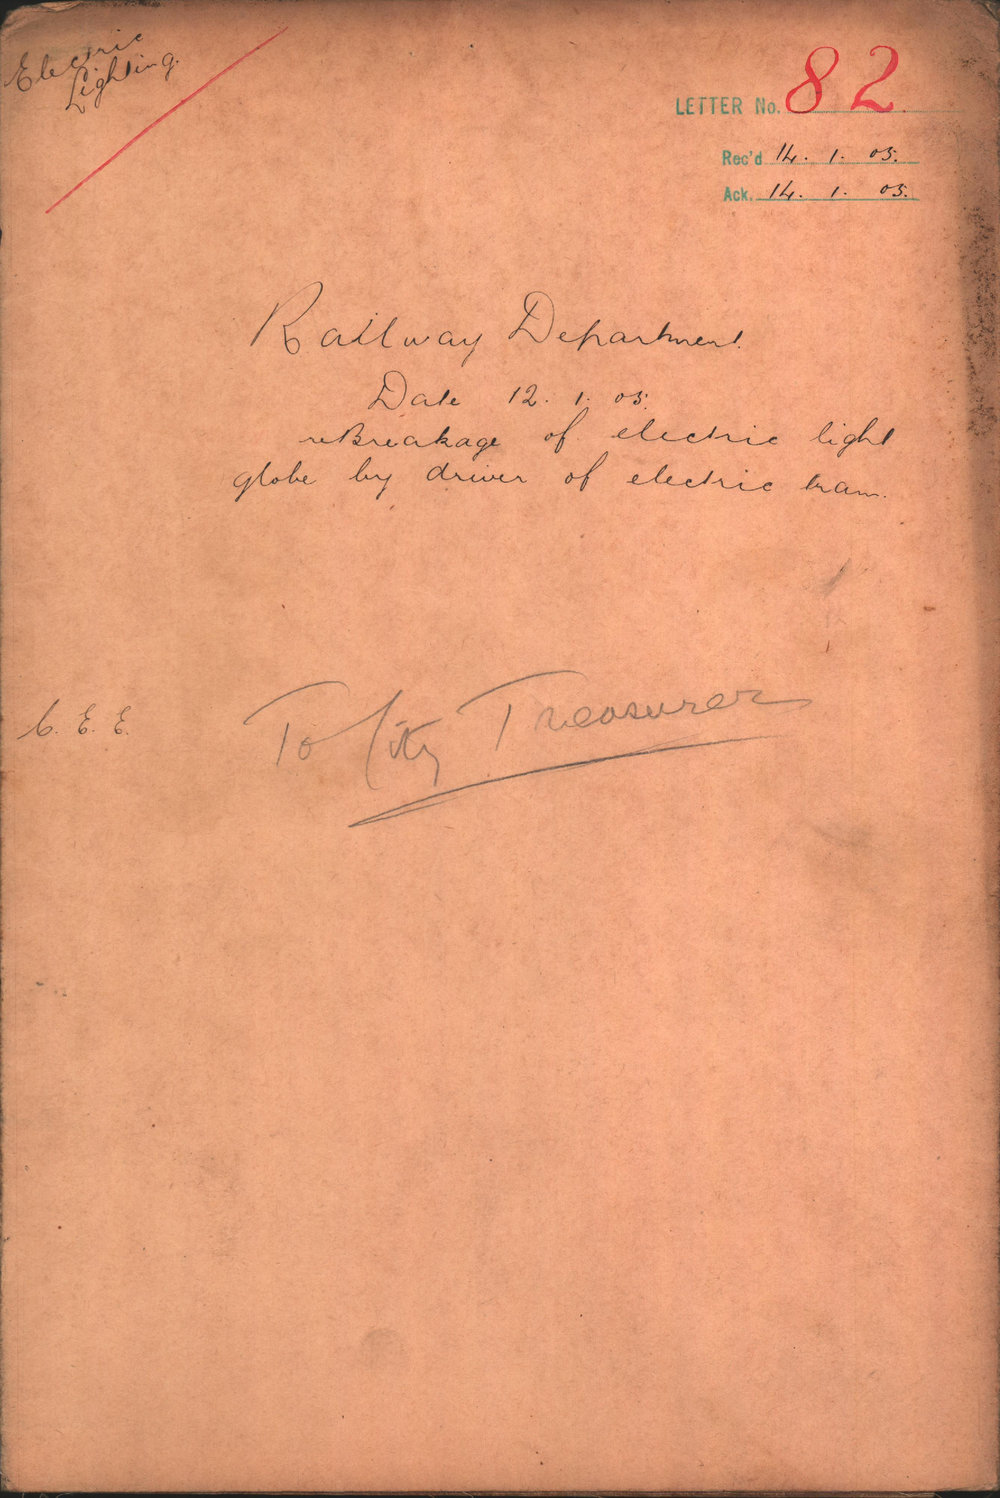 Electric
Lighting.
LETTER No. 82
Rec'd 14. 1. 05.
Ack. 14. 1. 05.
Railway Department.
Date 12. 1. 05.
re Breakage of electric light
globe by driver of electric tram.
C. E. E.
To City Treasurer